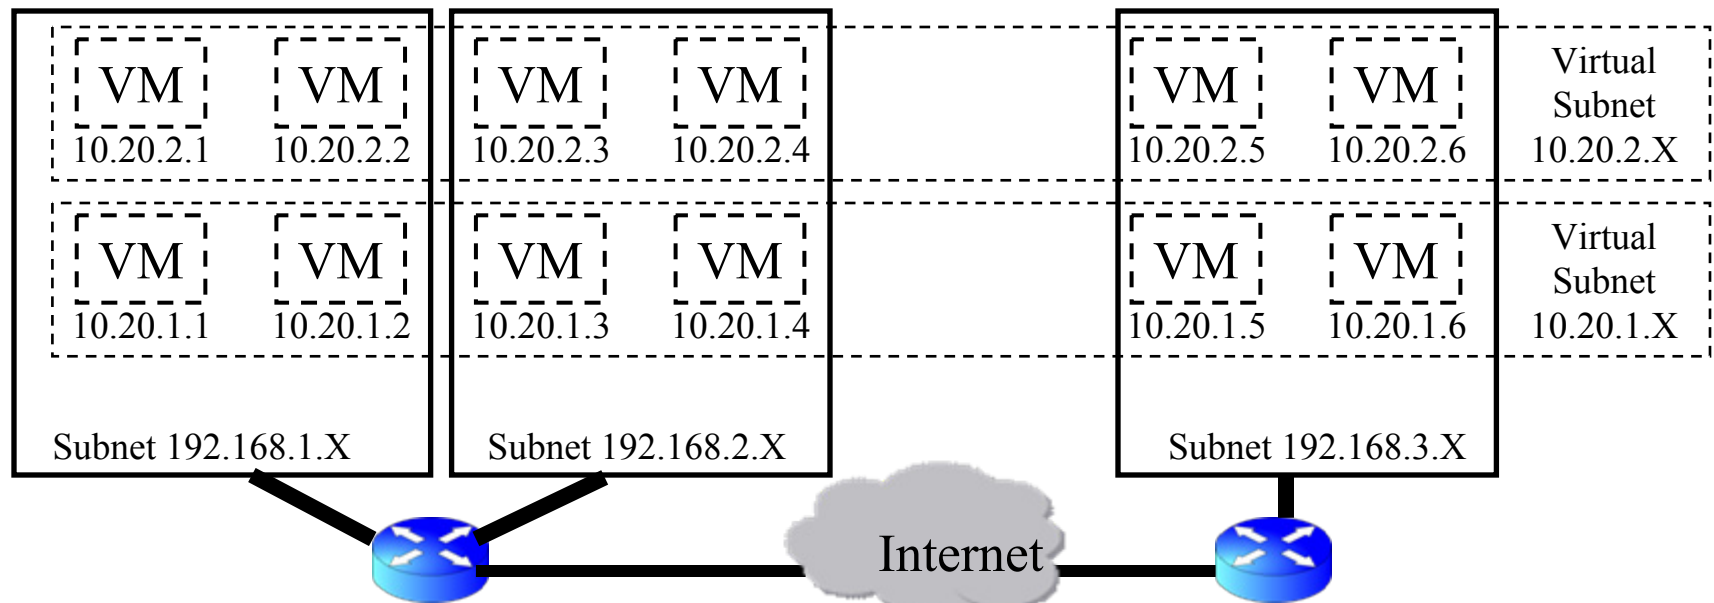 VM VM VM VM VM VM Virtual
Subnet
10.20.2.1 10.20.2.2 10.20.2.3 10.20.2.4 10.20.2.5 10.20.2.6 10.20.2.X
VM VM VM VM VM VM Virtual
Subnet
10.20.1.1 10.20.1.2 10.20.1.3 10.20.1.4 10.20.1.5 10.20.1.6 10.20.1.X
Subnet 192.168.1.X Subnet 192.168.2.X Subnet 192.168.3.X
Internet